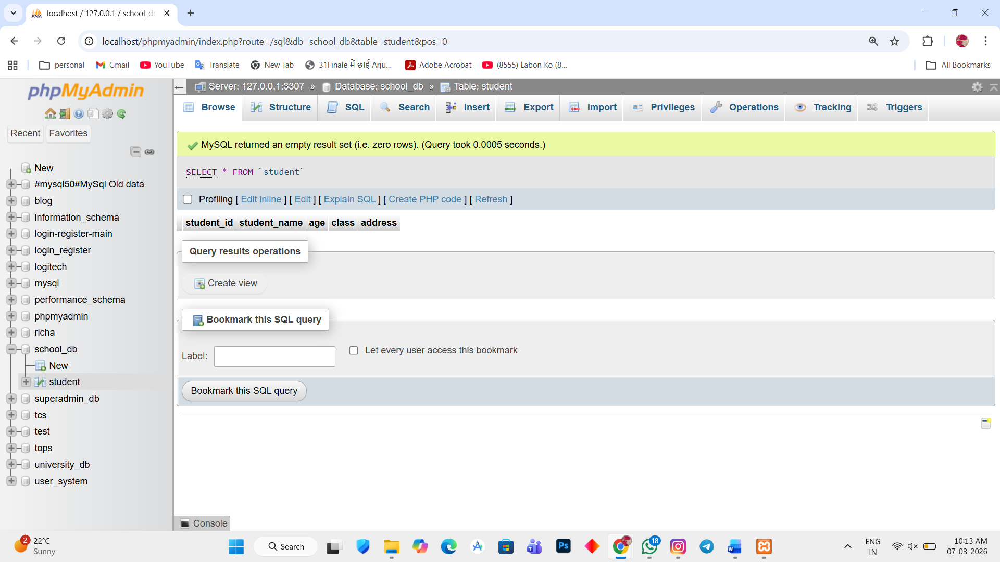 localhost / 127.0.0.1 / school_db
localhost/phpmyadmin/index.php?route=/sql&db=school_db&table=student&pos=0
personal
Gmail
YouTube
Translate
New Tab
31Finale में छाई Arju...
Adobe Acrobat
(8555) Labon Ko (8...
All Bookmarks
phpMyAdmin
Recent
Favorites
New
#mysql50#MySql Old data
blog
information_schema
login-register-main
login_register
logitech
mysql
performance_schema
phpmyadmin
richa
school_db
New
student
superadmin_db
tcs
test
tops
university_db
user_system
Server: 127.0.0.1:3307 » Database: school_db » Table: student
Browse
Structure
SQL
Search
Insert
Export
Import
Privileges
Operations
Tracking
Triggers
MySQL returned an empty result set (i.e. zero rows). (Query took 0.0005 seconds.)
SELECT * FROM `student`
Profiling [ Edit inline ] [ Edit ] [ Explain SQL ] [ Create PHP code ] [ Refresh ]
student_id student_name age class address
Query results operations
Create view
Bookmark this SQL query
Label:
Let every user access this bookmark
Bookmark this SQL query
Console
2
22°C
Sunny
Search
Ps
18
ENG
IN
10:13 AM
07-03-2026